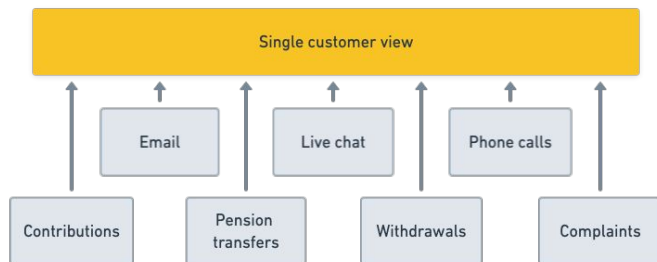 Single customer view
Email
Live chat
Phone calls
Contributions
Pension
transfers
Withdrawals
Complaints